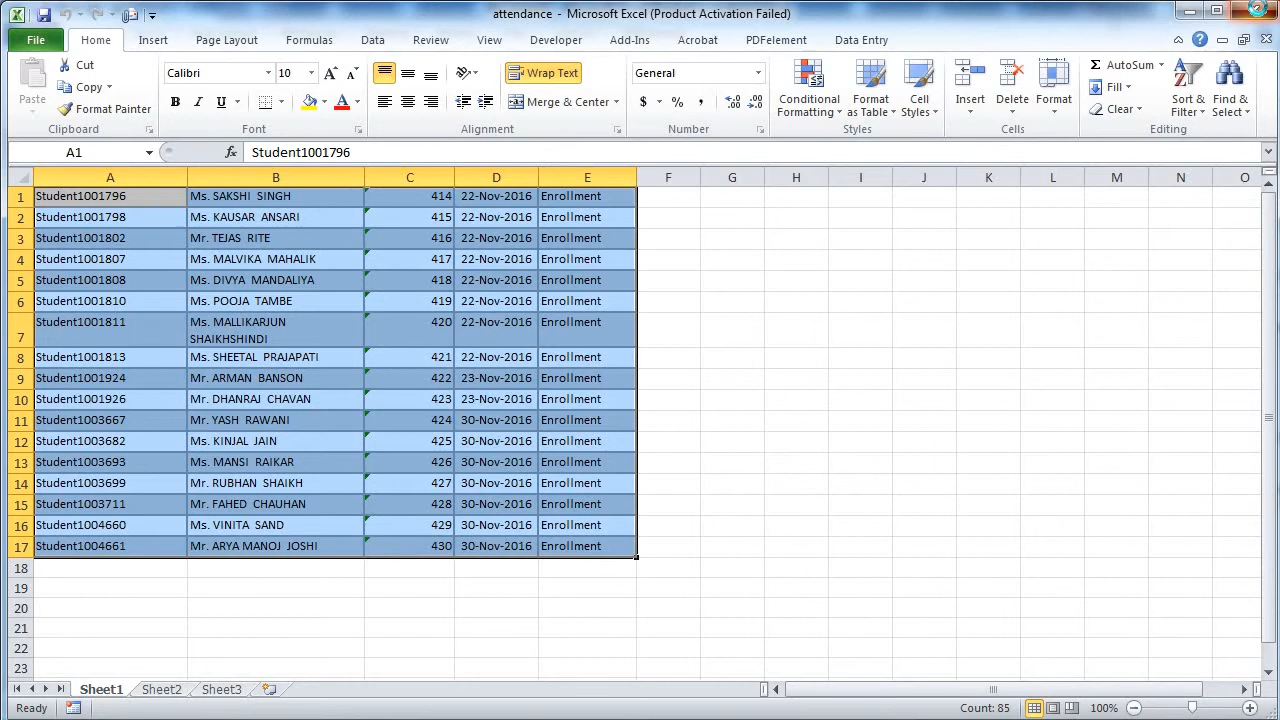 attendance - Microsoft Excel (Product Activation Failed)
File Home Insert Page Layout Formulas Data Review View Developer Add-Ins Acrobat PDFelement Data Entry
Paste
Cut
Copy
Format Painter
Clipboard
Calibri 10
B I U
Font
Wrap Text
Merge & Center
Alignment
General
$ % ,
Number
Conditional Formatting
Format as Table
Cell Styles
Styles
Insert Delete Format
Cells
Σ AutoSum
Fill
Clear
Sort & Filter
Find & Select
Editing
A1 fx Student1001796
A B C D E F G H I J K L M N O
1 Student1001796 Ms. SAKSHI SINGH 414 22-Nov-2016 Enrollment
2 Student1001798 Ms. KAUSAR ANSARI 415 22-Nov-2016 Enrollment
3 Student1001802 Mr. TEJAS RITE 416 22-Nov-2016 Enrollment
4 Student1001807 Ms. MALVIKA MAHALIK 417 22-Nov-2016 Enrollment
5 Student1001808 Ms. DIVYA MANDALIYA 418 22-Nov-2016 Enrollment
6 Student1001810 Ms. POOJA TAMBE 419 22-Nov-2016 Enrollment
7 Student1001811 Ms. MALLIKARJUN SHAIKHSHINDI 420 22-Nov-2016 Enrollment
8 Student1001813 Ms. SHEETAL PRAJAPATI 421 22-Nov-2016 Enrollment
9 Student1001924 Mr. ARMAN BANSON 422 23-Nov-2016 Enrollment
10 Student1001926 Mr. DHANRAJ CHAVAN 423 23-Nov-2016 Enrollment
11 Student1003667 Mr. YASH RAWANI 424 30-Nov-2016 Enrollment
12 Student1003682 Ms. KINJAL JAIN 425 30-Nov-2016 Enrollment
13 Student1003693 Ms. MANSI RAIKAR 426 30-Nov-2016 Enrollment
14 Student1003699 Mr. RUBHAN SHAIKH 427 30-Nov-2016 Enrollment
15 Student1003711 Mr. FAHED CHAUHAN 428 30-Nov-2016 Enrollment
16 Student1004660 Ms. VINITA SAND 429 30-Nov-2016 Enrollment
17 Student1004661 Mr. ARYA MANOJ JOSHI 430 30-Nov-2016 Enrollment
18
19
20
21
22
23
Sheet1 Sheet2 Sheet3
Ready Count: 85 100%